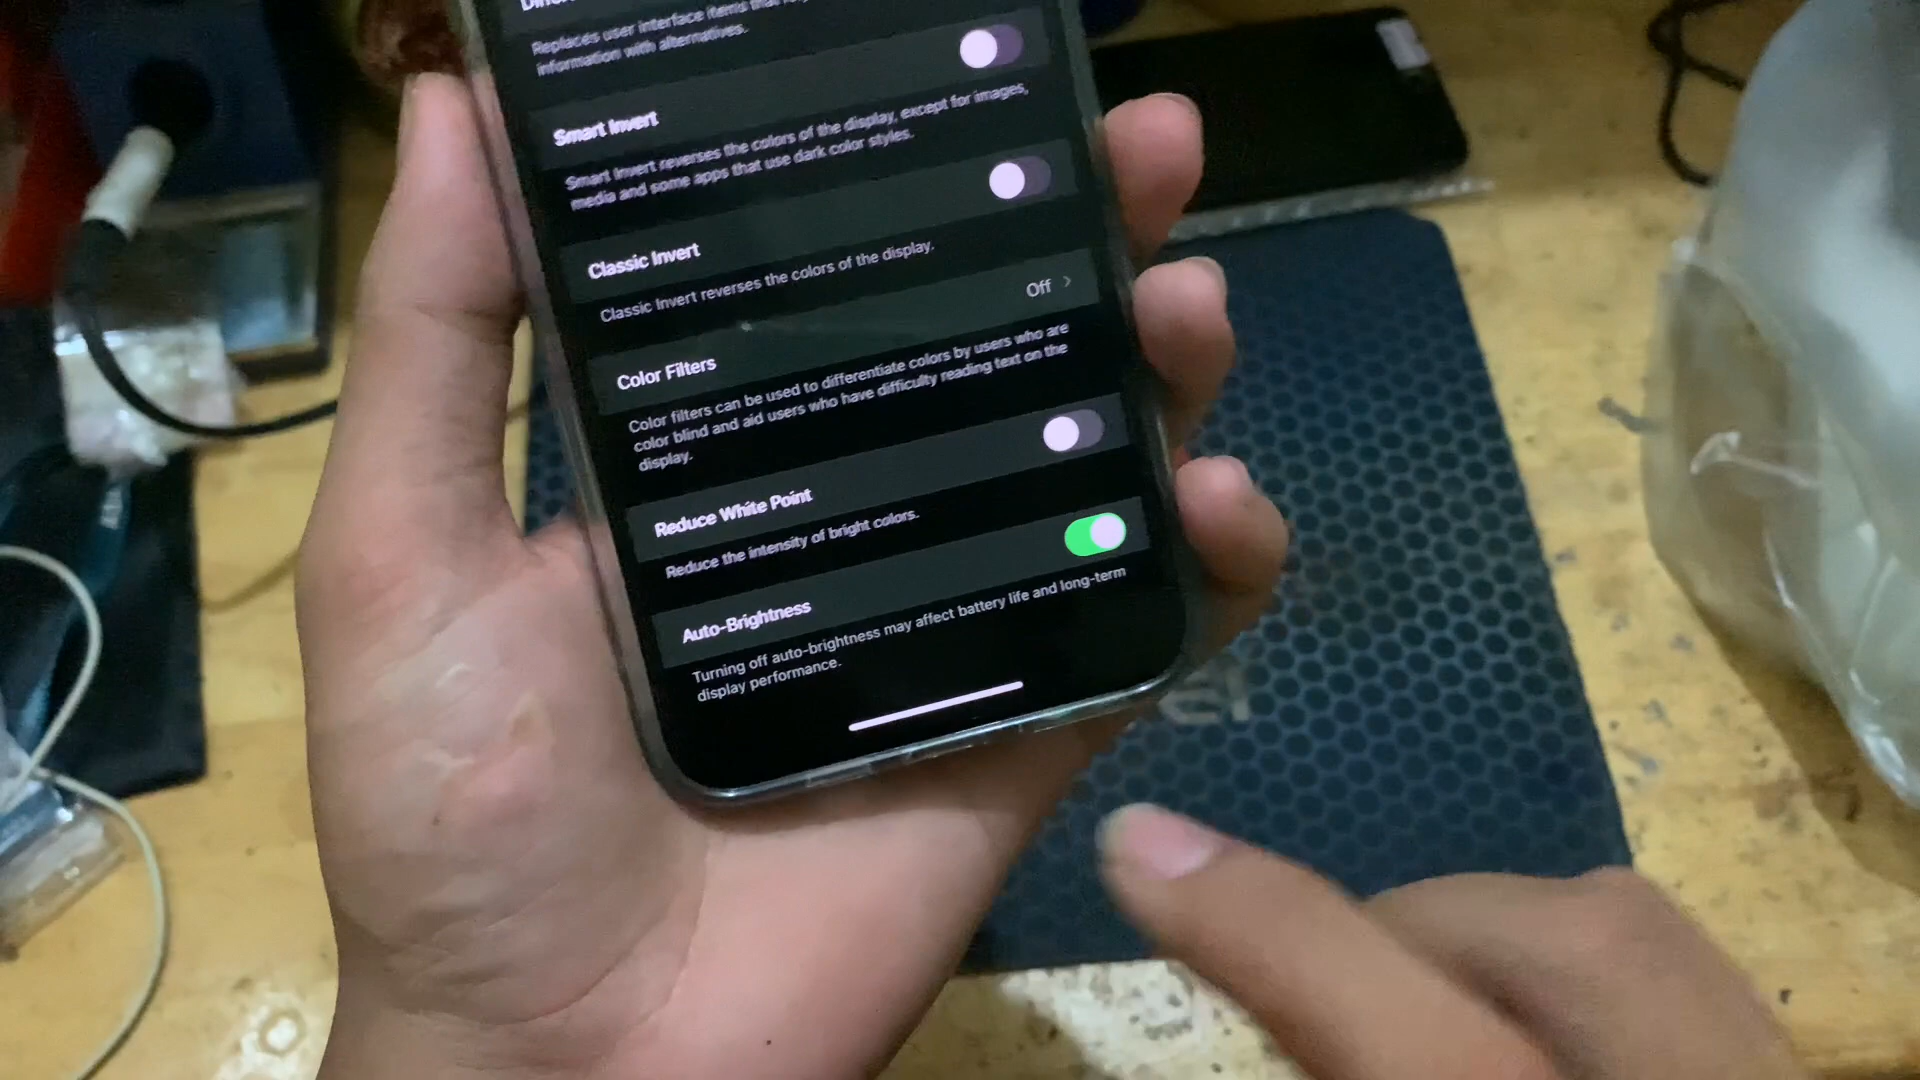 Replaces user interface items that
information with alternatives.
Smart Invert
Smart Invert reverses the colors of the display, except for images,
media and some apps that use dark color styles.
Classic Invert
Classic Invert reverses the colors of the display.
Color Filters
Off
Color filters can be used to differentiate colors by users who are
color blind and aid users who have difficulty reading text on the
display.
Reduce White Point
Reduce the intensity of bright colors.
Auto-Brightness
Turning off auto-brightness may affect battery life and long-term
display performance.